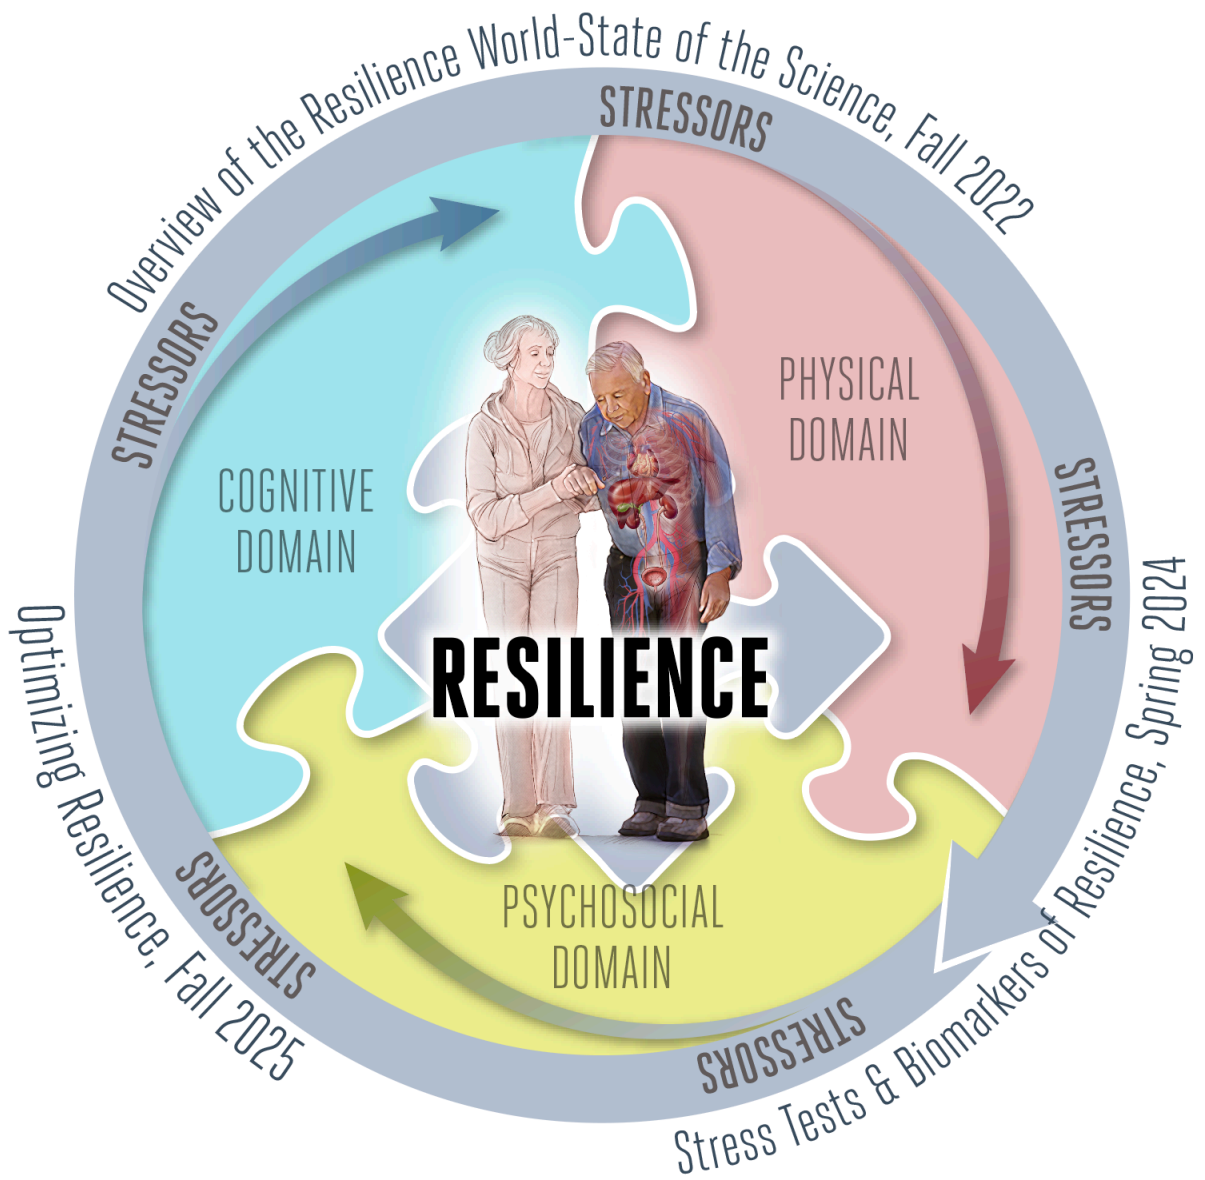 Overview of the Resilience World-State of the Science, Fall 2022
STRESSORS
STRESSORS
PHYSICAL
DOMAIN
COGNITIVE
DOMAIN
STRESSORS
RESILIENCE
PSYCHOSOCIAL
DOMAIN
STRESSORS
STRESSORS
Stress Tests & Biomarkers of Resilience, Spring 2024
Optimizing Resilience, Fall 2025